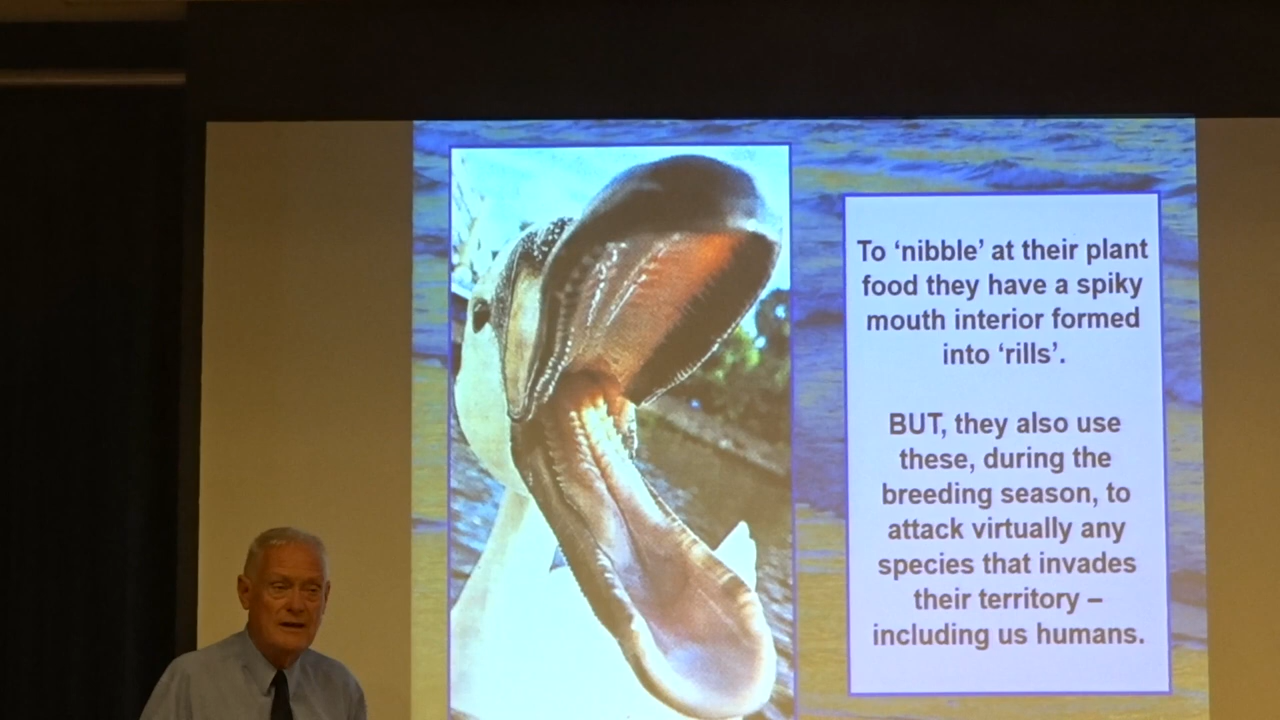 To ‘nibble’ at their plant
food they have a spiky
mouth interior formed
into ‘rills’.
BUT, they also use
these, during the
breeding season, to
attack virtually any
species that invades
their territory –
including us humans.